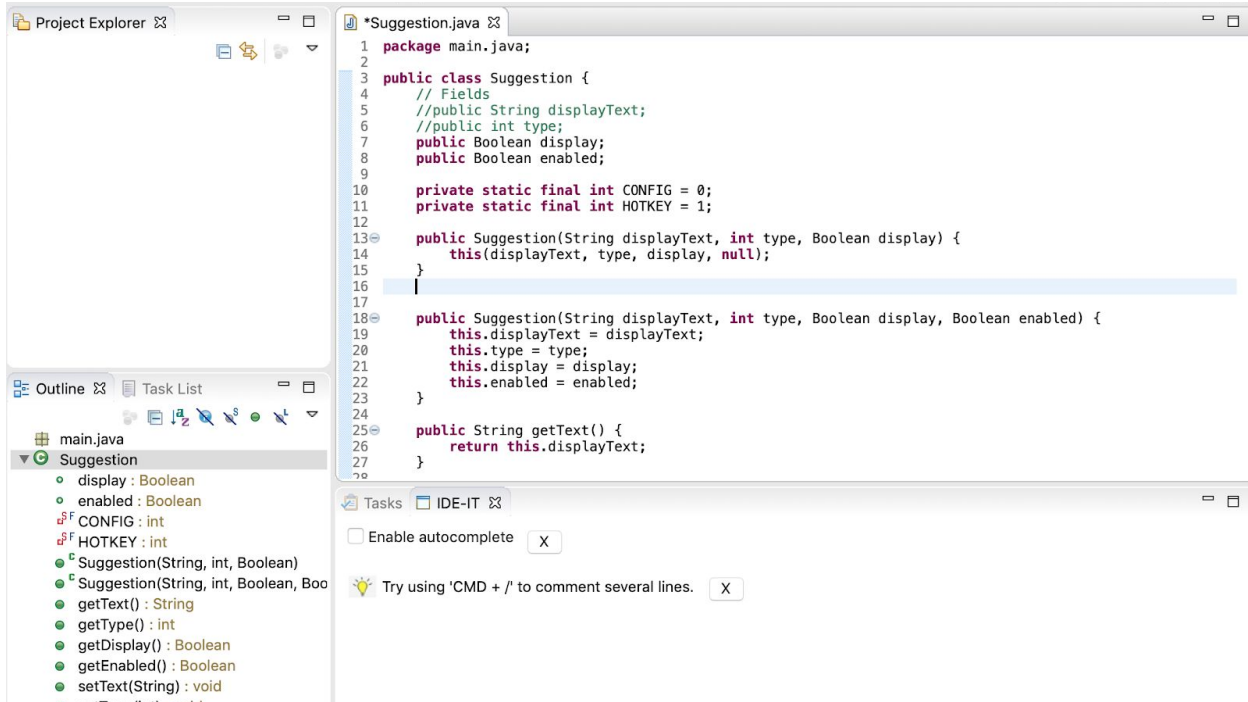 Project Explorer
*Suggestion.java
1 package main.java;
2
3 public class Suggestion {
4 // Fields
5 //public String displayText;
6 //public int type;
7 public Boolean display;
8 public Boolean enabled;
9
10 private static final int CONFIG = 0;
11 private static final int HOTKEY = 1;
12
13 public Suggestion(String displayText, int type, Boolean display) {
14 this(displayText, type, display, null);
15 }
16
17
18 public Suggestion(String displayText, int type, Boolean display, Boolean enabled) {
19 this.displayText = displayText;
20 this.type = type;
21 this.display = display;
22 this.enabled = enabled;
23 }
24
25 public String getText() {
26 return this.displayText;
27 }
28
Outline Task List
main.java
Suggestion
display : Boolean
enabled : Boolean
S F CONFIG : int
S F HOTKEY : int
C Suggestion(String, int, Boolean)
C Suggestion(String, int, Boolean, Boo
getText() : String
getType() : int
getDisplay() : Boolean
getEnabled() : Boolean
setText(String) : void
Tasks IDE-IT
Enable autocomplete X
Try using 'CMD + /' to comment several lines. X